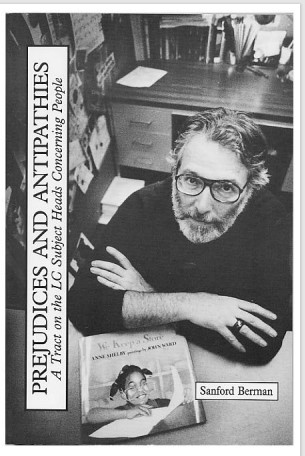 PREJUDICES AND ANTIPATHIES
A Tract on the LC Subject Heads Concerning People
We Keep a Store
ANNE SHELBY paintings by JOHN WARD
Sanford Berman